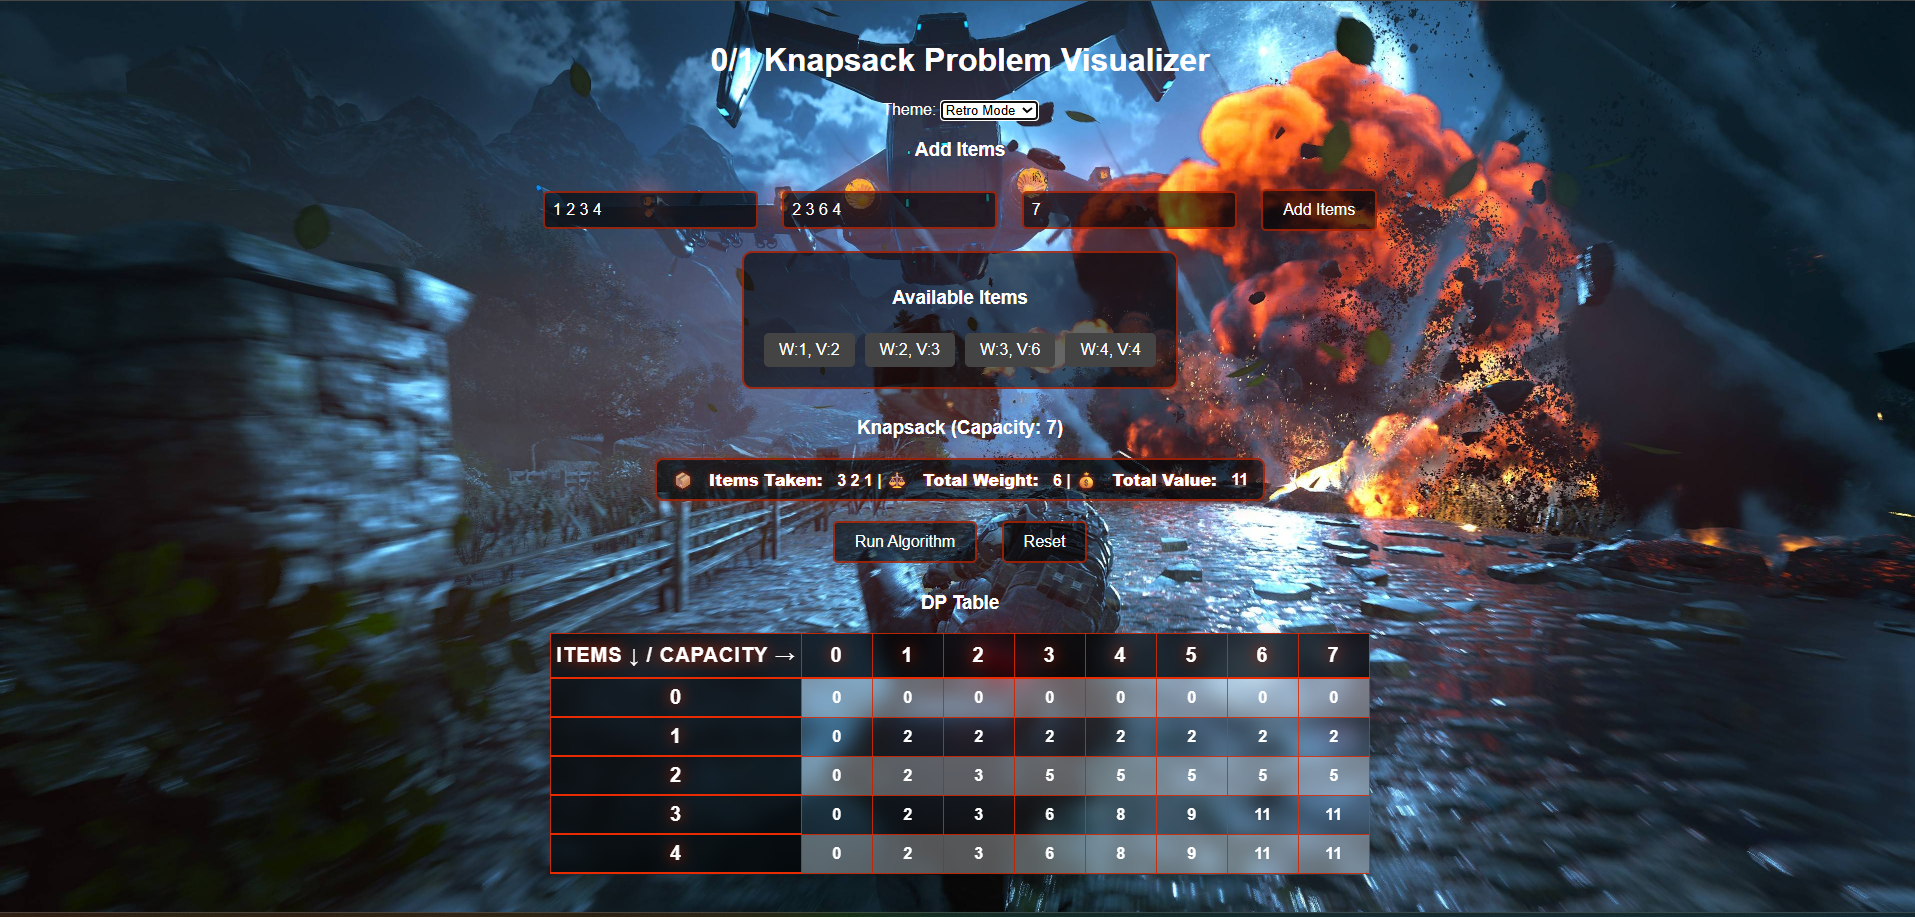 0/1 Knapsack Problem Visualizer
Theme: Retro Mode
Add Items
1 2 3 4 2 3 6 4 7 Add Items
Available Items
W:1, V:2 W:2, V:3 W:3, V:6 W:4, V:4
Knapsack (Capacity: 7)
📦 Items Taken: 3 2 1 | ⚖️ Total Weight: 6 | 💰 Total Value: 11
Run Algorithm Reset
DP Table
ITEMS ↓ / CAPACITY → 0 1 2 3 4 5 6 7
0 0 0 0 0 0 0 0 0
1 0 2 2 2 2 2 2 2
2 0 2 3 5 5 5 5 5
3 0 2 3 6 8 9 11 11
4 0 2 3 6 8 9 11 11